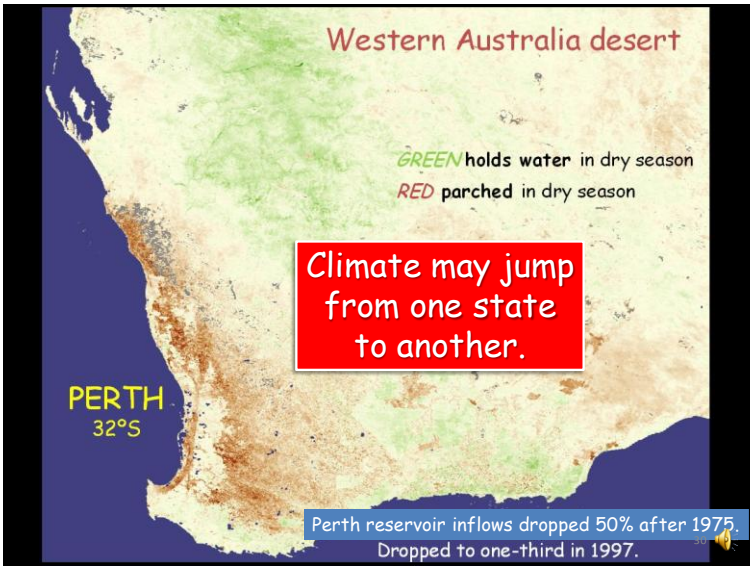 Western Australia desert
GREEN holds water in dry season
RED parched in dry season
Climate may jump
from one state
to another.
PERTH
32°S
Perth reservoir inflows dropped 50% after 1975.
30
Dropped to one-third in 1997.